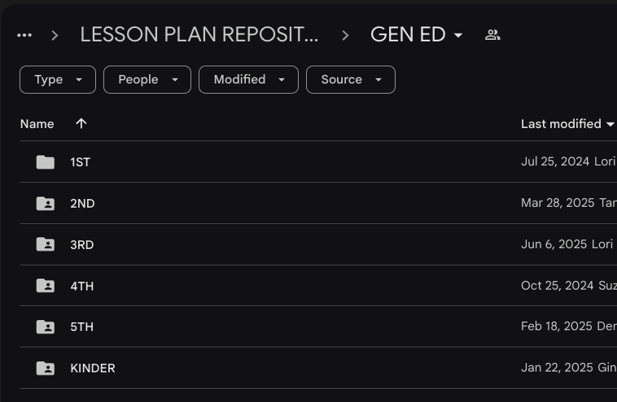 ... > LESSON PLAN REPOSIT... > GEN ED
Type People Modified Source
Name Last modified
1ST Jul 25, 2024 Lori
2ND Mar 28, 2025 Tar
3RD Jun 6, 2025 Lori
4TH Oct 25, 2024 Suz
5TH Feb 18, 2025 Der
KINDER Jan 22, 2025 Gin